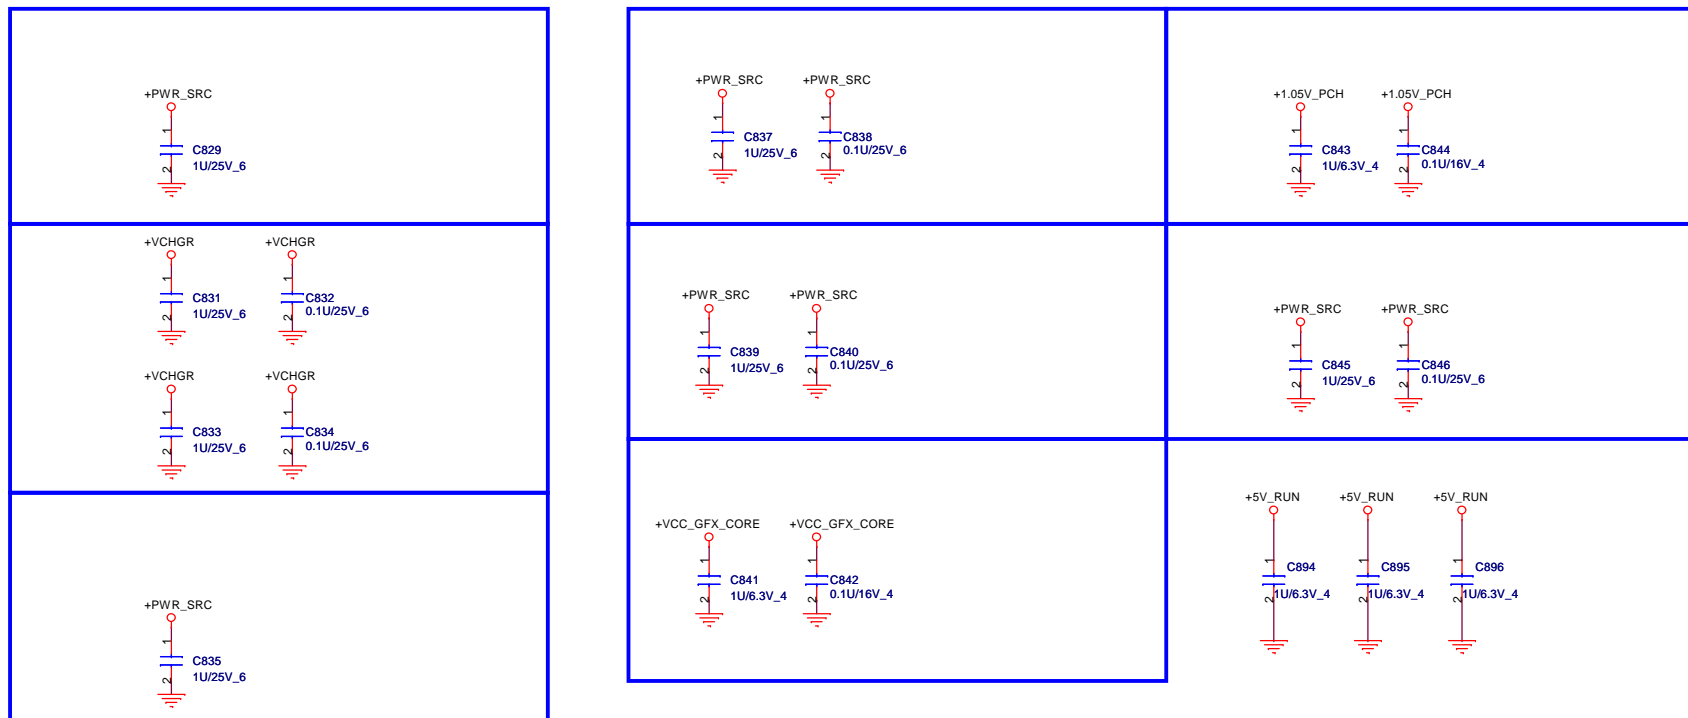 +PWR_SRC
1
C829
1U/25V_6
2
+VCHGR
1
C831
1U/25V_6
2
+VCHGR
1
C832
0.1U/25V_6
2
+VCHGR
1
C833
1U/25V_6
2
+VCHGR
1
C834
0.1U/25V_6
2
+PWR_SRC
1
C835
1U/25V_6
2
+PWR_SRC
1
C837
1U/25V_6
2
+PWR_SRC
1
C838
0.1U/25V_6
2
+PWR_SRC
1
C839
1U/25V_6
2
+PWR_SRC
1
C840
0.1U/25V_6
2
+VCC_GFX_CORE
1
C841
1U/6.3V_4
2
+VCC_GFX_CORE
1
C842
0.1U/16V_4
2
+1.05V_PCH
1
C843
1U/6.3V_4
2
+1.05V_PCH
1
C844
0.1U/16V_4
2
+PWR_SRC
1
C845
1U/25V_6
2
+PWR_SRC
1
C846
0.1U/25V_6
2
+5V_RUN
1
C894
1U/6.3V_4
2
+5V_RUN
1
C895
1U/6.3V_4
2
+5V_RUN
1
C896
1U/6.3V_4
2